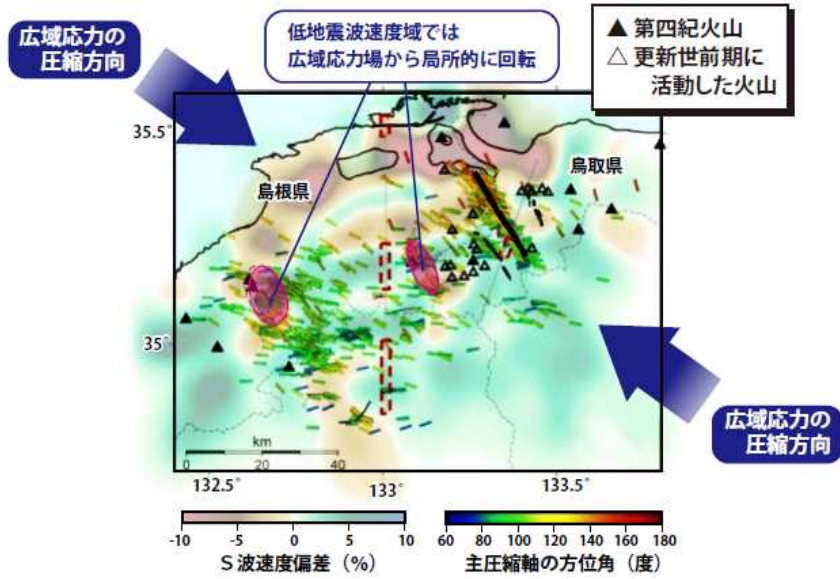 広域応力の
圧縮方向
低地震波速度域では
広域応力場から局所的に回転
▲ 第四紀火山
△ 更新世前期に
活動した火山
35.5°
島根県
鳥取県
35°
広域応力の
圧縮方向
km
0 20 40
132.5° 133° 133.5°
-10 -5 0 5 10
S波速度偏差（%）
60 80 100 120 140 160 180
主圧縮軸の方位角（度）